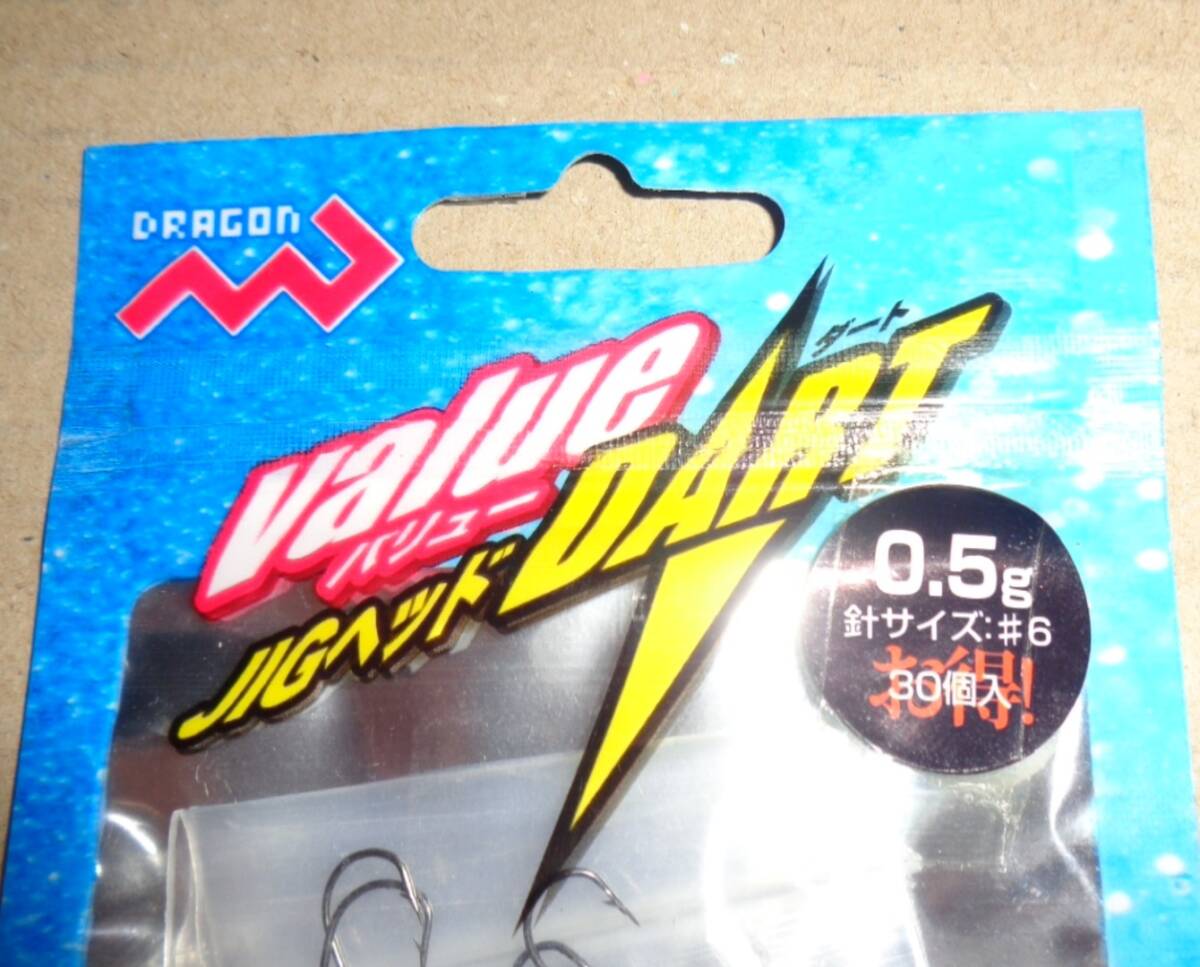 DRAGON
value
バリュー
ダート
DART
JIGヘッド
0.5g
針サイズ:#6
お得!
30個入